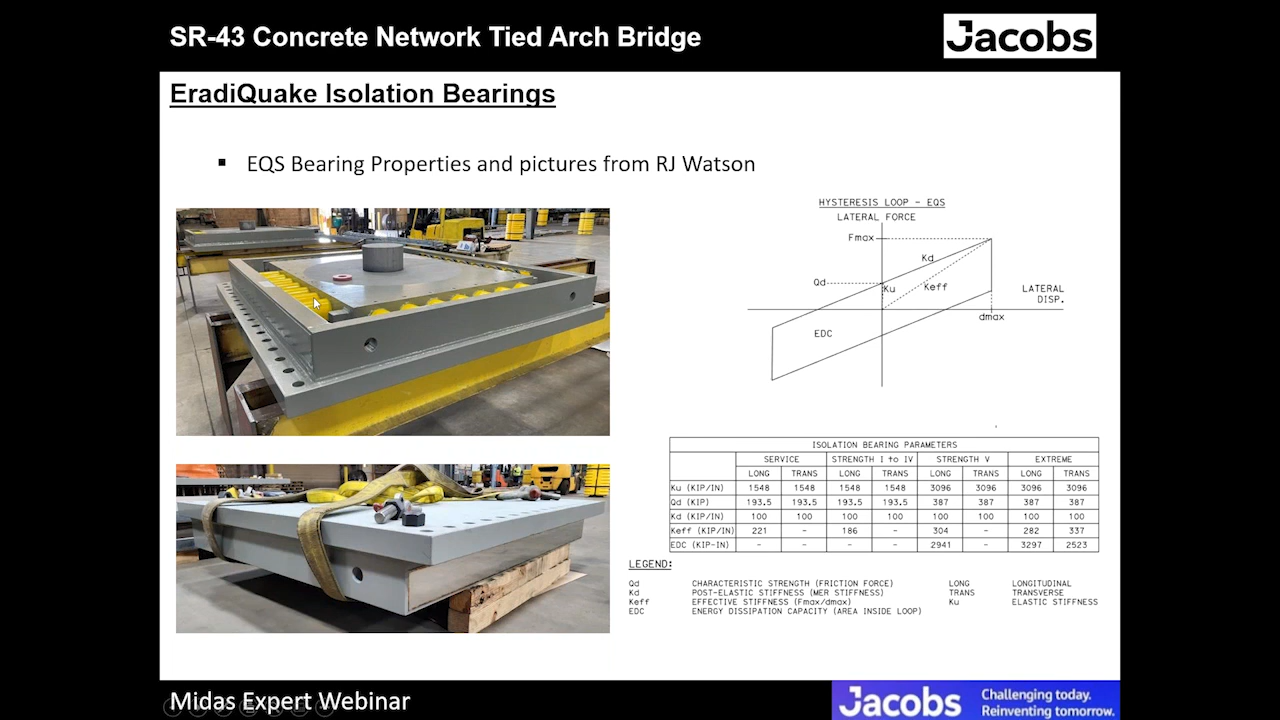 SR-43 Concrete Network Tied Arch Bridge
Jacobs
EradiQuake Isolation Bearings
▪ EQS Bearing Properties and pictures from RJ Watson
HYSTERESIS LOOP - EQS
LATERAL FORCE
Fmax
Kd
Qd
Ku
Keff
LATERAL
DISP.
dmax
EDC
ISOLATION BEARING PARAMETERS
SERVICE STRENGTH I to IV STRENGTH V EXTREME
LONG TRANS LONG TRANS LONG TRANS LONG TRANS
Ku (KIP/IN) 1548 1548 1548 1548 3096 3096 3096 3096
Qd (KIP) 193.5 193.5 193.5 193.5 387 387 387 387
Kd (KIP/IN) 100 100 100 100 100 100 100 100
Keff (KIP/IN) 221 - 186 - 304 - 282 337
EDC (KIP-IN) - - - - 2941 - 3297 2523
LEGEND:
Qd CHARACTERISTIC STRENGTH (FRICTION FORCE) LONG LONGITUDINAL
Kd POST-ELASTIC STIFFNESS (MER STIFFNESS) TRANS TRANSVERSE
Keff EFFECTIVE STIFFNESS (Fmax/dmax) Ku ELASTIC STIFFNESS
EDC ENERGY DISSIPATION CAPACITY (AREA INSIDE LOOP)
Midas Expert Webinar
Jacobs
Challenging today.
Reinventing tomorrow.